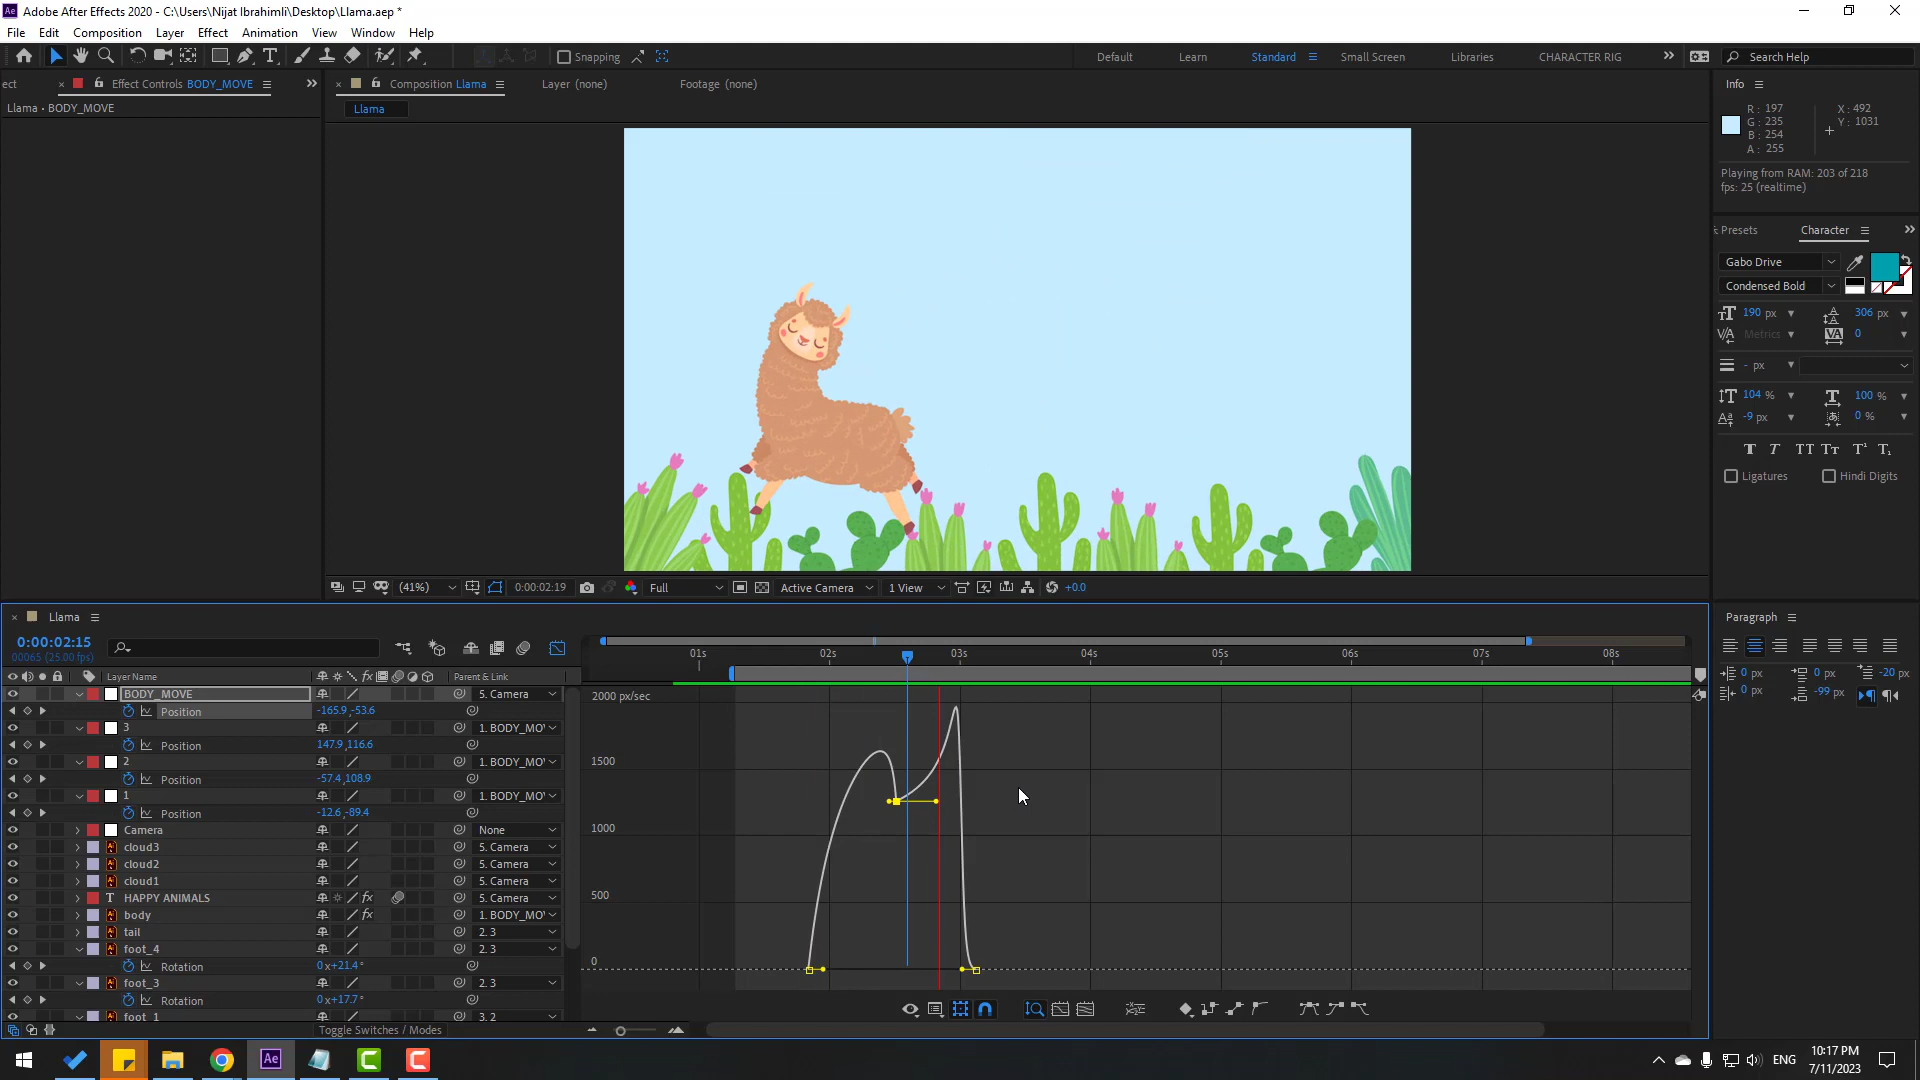 Adobe After Effects 2020 - C:\Users\Nijat Ibrahimli\Desktop\Llama.aep *
File Edit Composition Layer Effect Animation View Window Help
Snapping
Default Learn Standard Small Screen Libraries CHARACTER RIG Search Help
ect Effect Controls BODY_MOVE Composition Llama Layer (none) Footage (none) Info
Llama • BODY_MOVE
Llama
R : 197 X : 492
G : 235 Y : 1031
B : 254
A : 255
Playing from RAM: 203 of 218
fps: 25 (realtime)
Presets Character
Gabo Drive
Condensed Bold
190 px 306 px
Metrics 0
- px
104 % 100 %
-9 px 0 %
Ligatures Hindi Digits
(41%) 0:00:02:19 Full Active Camera 1 View +0.0
Llama
0:00:02:15
00065 (25.00 fps)
Layer Name Parent & Link
BODY_MOVE 5. Camera
Position -165.9,-53.6
3 1. BODY_MOV
Position 147.9,116.6
2 1. BODY_MOV
Position -57.4,108.9
1 1. BODY_MOV
Position -12.6,-89.4
Camera None
cloud3 5. Camera
cloud2 5. Camera
cloud1 5. Camera
T HAPPY ANIMALS fx 5. Camera
body fx 1. BODY_MOV
tail 2. 3
foot_4 2. 3
Rotation 0x+21.4°
foot_3 2. 3
Rotation 0x+17.7°
foot_1 3. 2
Toggle Switches / Modes
01s 02s 03s 04s 05s 06s 07s 08s
2000 px/sec
1500
1000
500
0
Paragraph
0 px 0 px -20 px
0 px -99 px
Ae
ENG
10:17 PM
7/11/2023